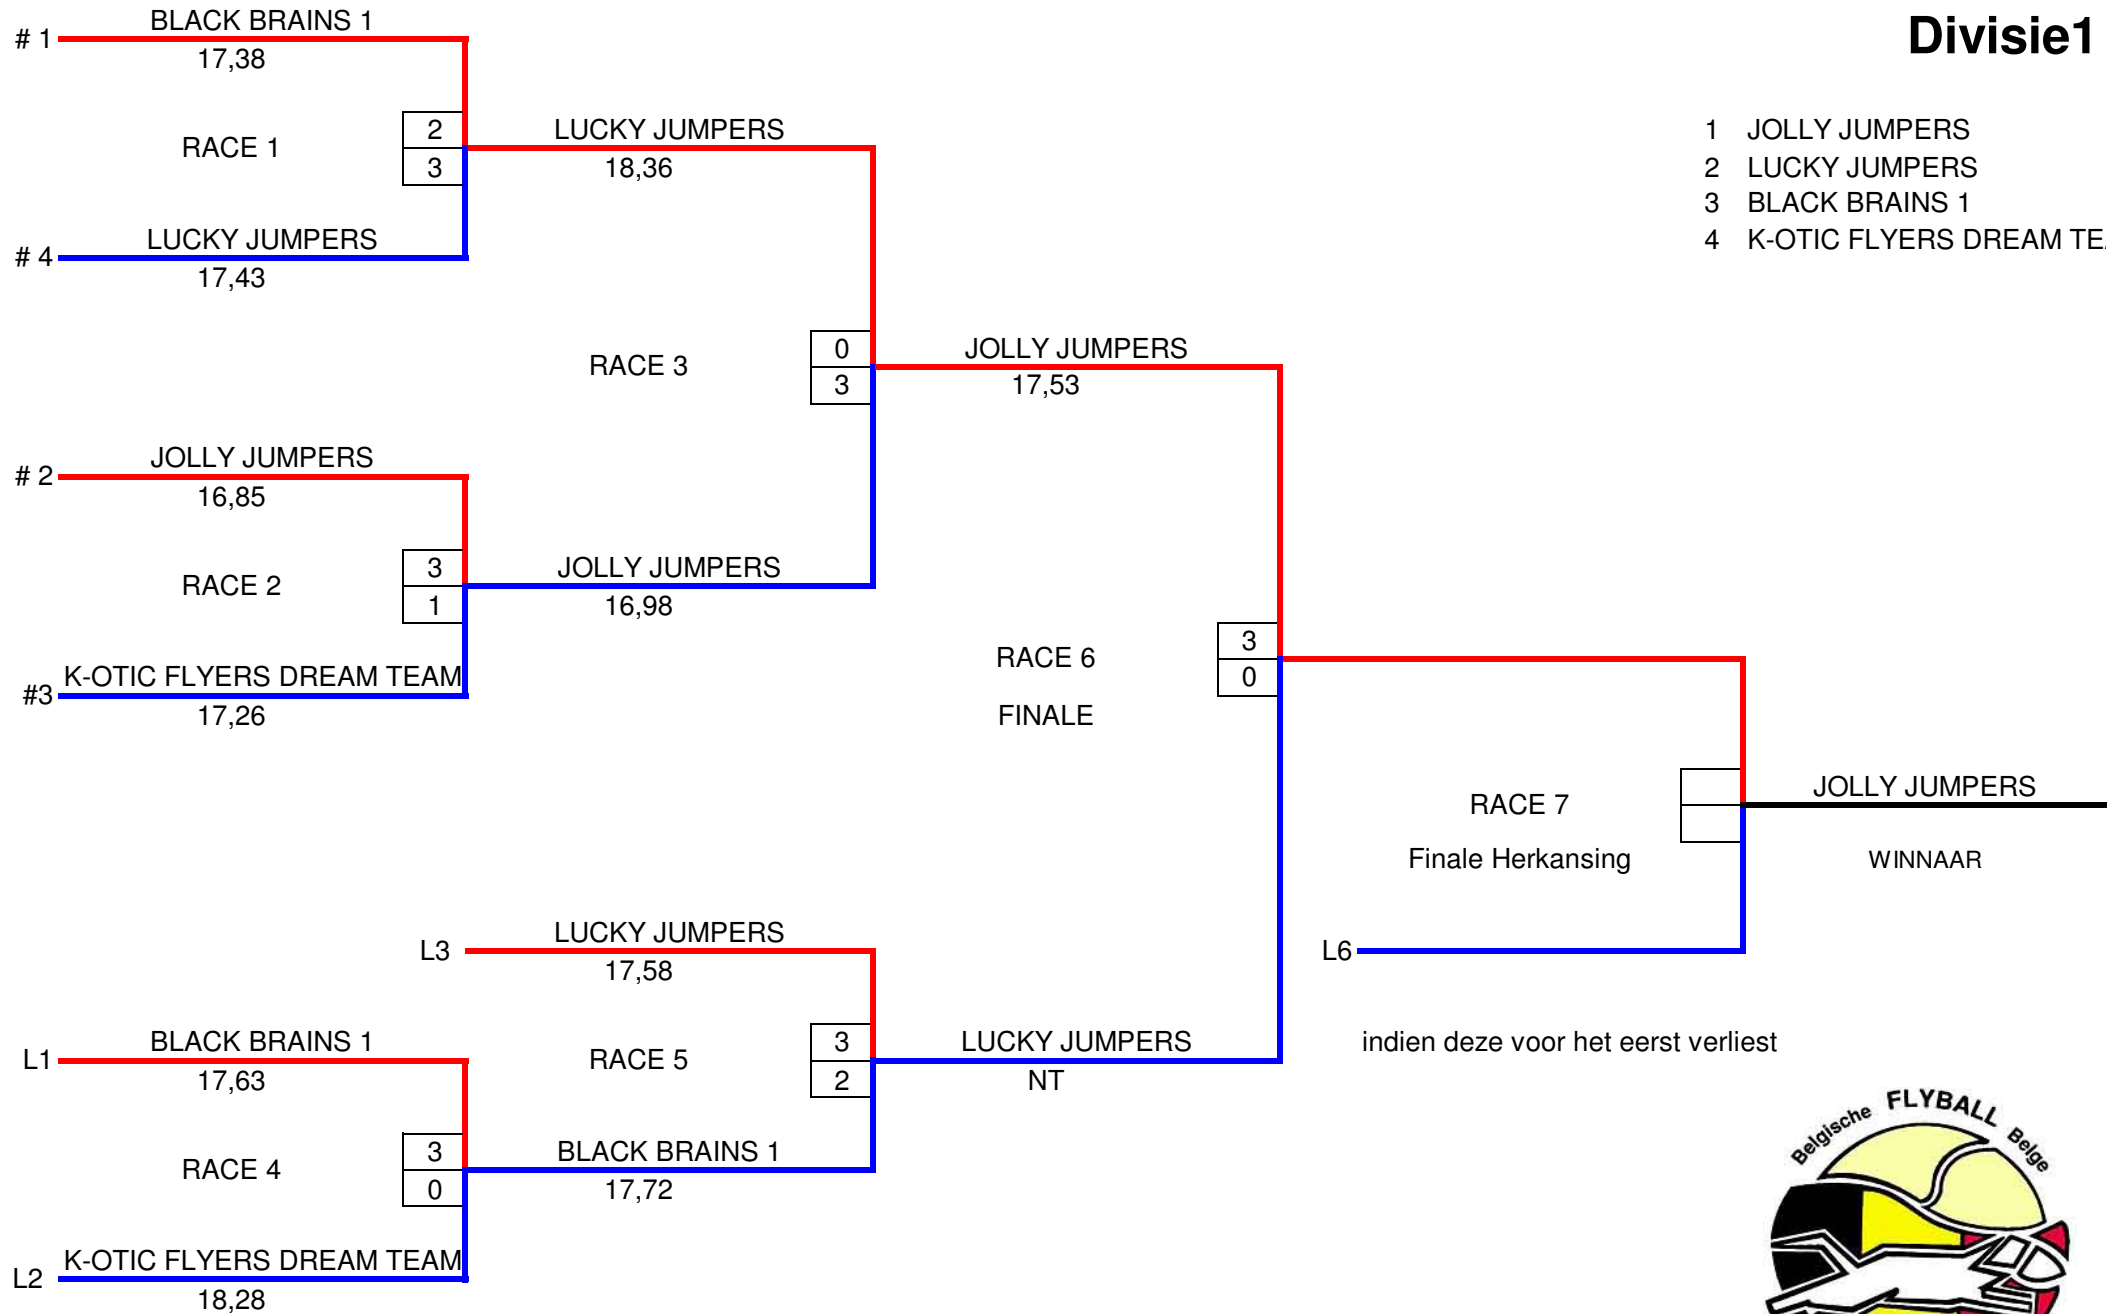 Divisie1
BLACK BRAINS 1
# 1
17,38
RACE 1
2
3
LUCKY JUMPERS
18,36
LUCKY JUMPERS
# 4
17,43
1 JOLLY JUMPERS
2 LUCKY JUMPERS
3 BLACK BRAINS 1
4 K-OTIC FLYERS DREAM
RACE 3
0
3
JOLLY JUMPERS
17,53
JOLLY JUMPERS
# 2
16,85
RACE 2
3
1
JOLLY JUMPERS
16,98
K-OTIC FLYERS DREAM TEAM
#3
17,26
RACE 6
3
0
FINALE
RACE 7
Finale Herkansing
JOLLY JUMPERS
WINNAAR
L3
LUCKY JUMPERS
17,58
L6
BLACK BRAINS 1
L1
17,63
RACE 5
3
2
LUCKY JUMPERS
NT
indien deze voor het eerst verliest
RACE 4
3
0
BLACK BRAINS 1
17,72
K-OTIC FLYERS DREAM TEAM
L2
18,28
Belgische FLYBALL Belge